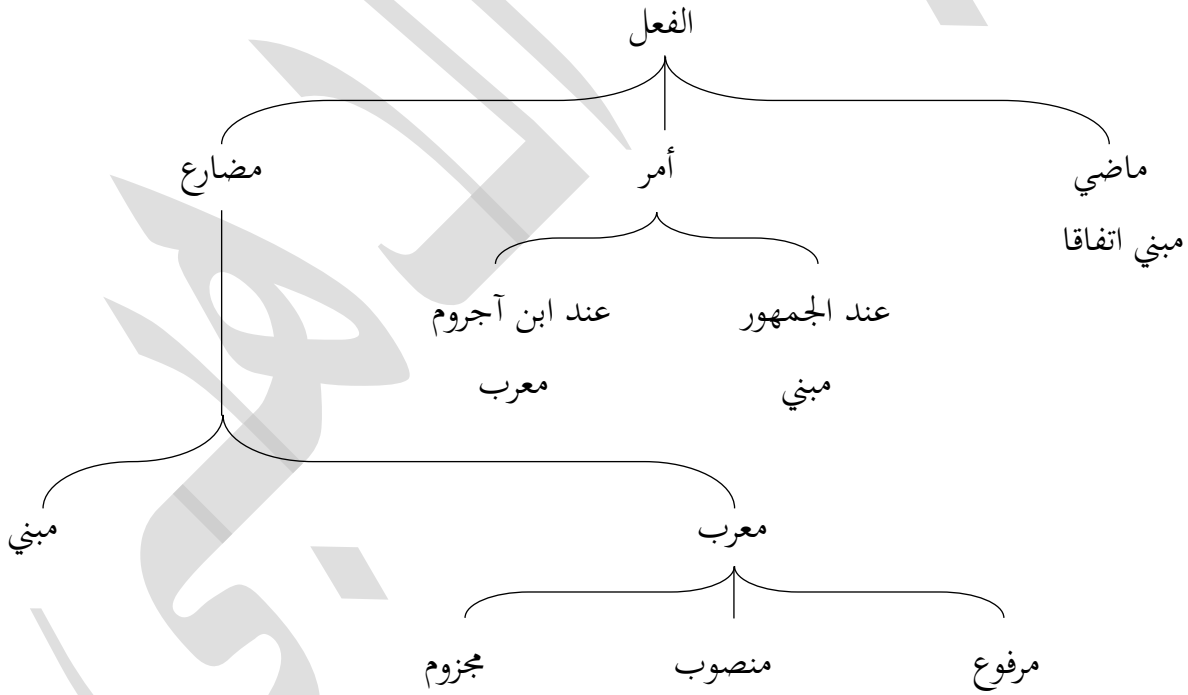 الفعل
ماضي
أمر
مضارع
مبني اتفاقا
عند الجمهور
عند ابن آجروم
مبني
معرب
معرب
مبني
مرفوع
منصوب
مجزوم